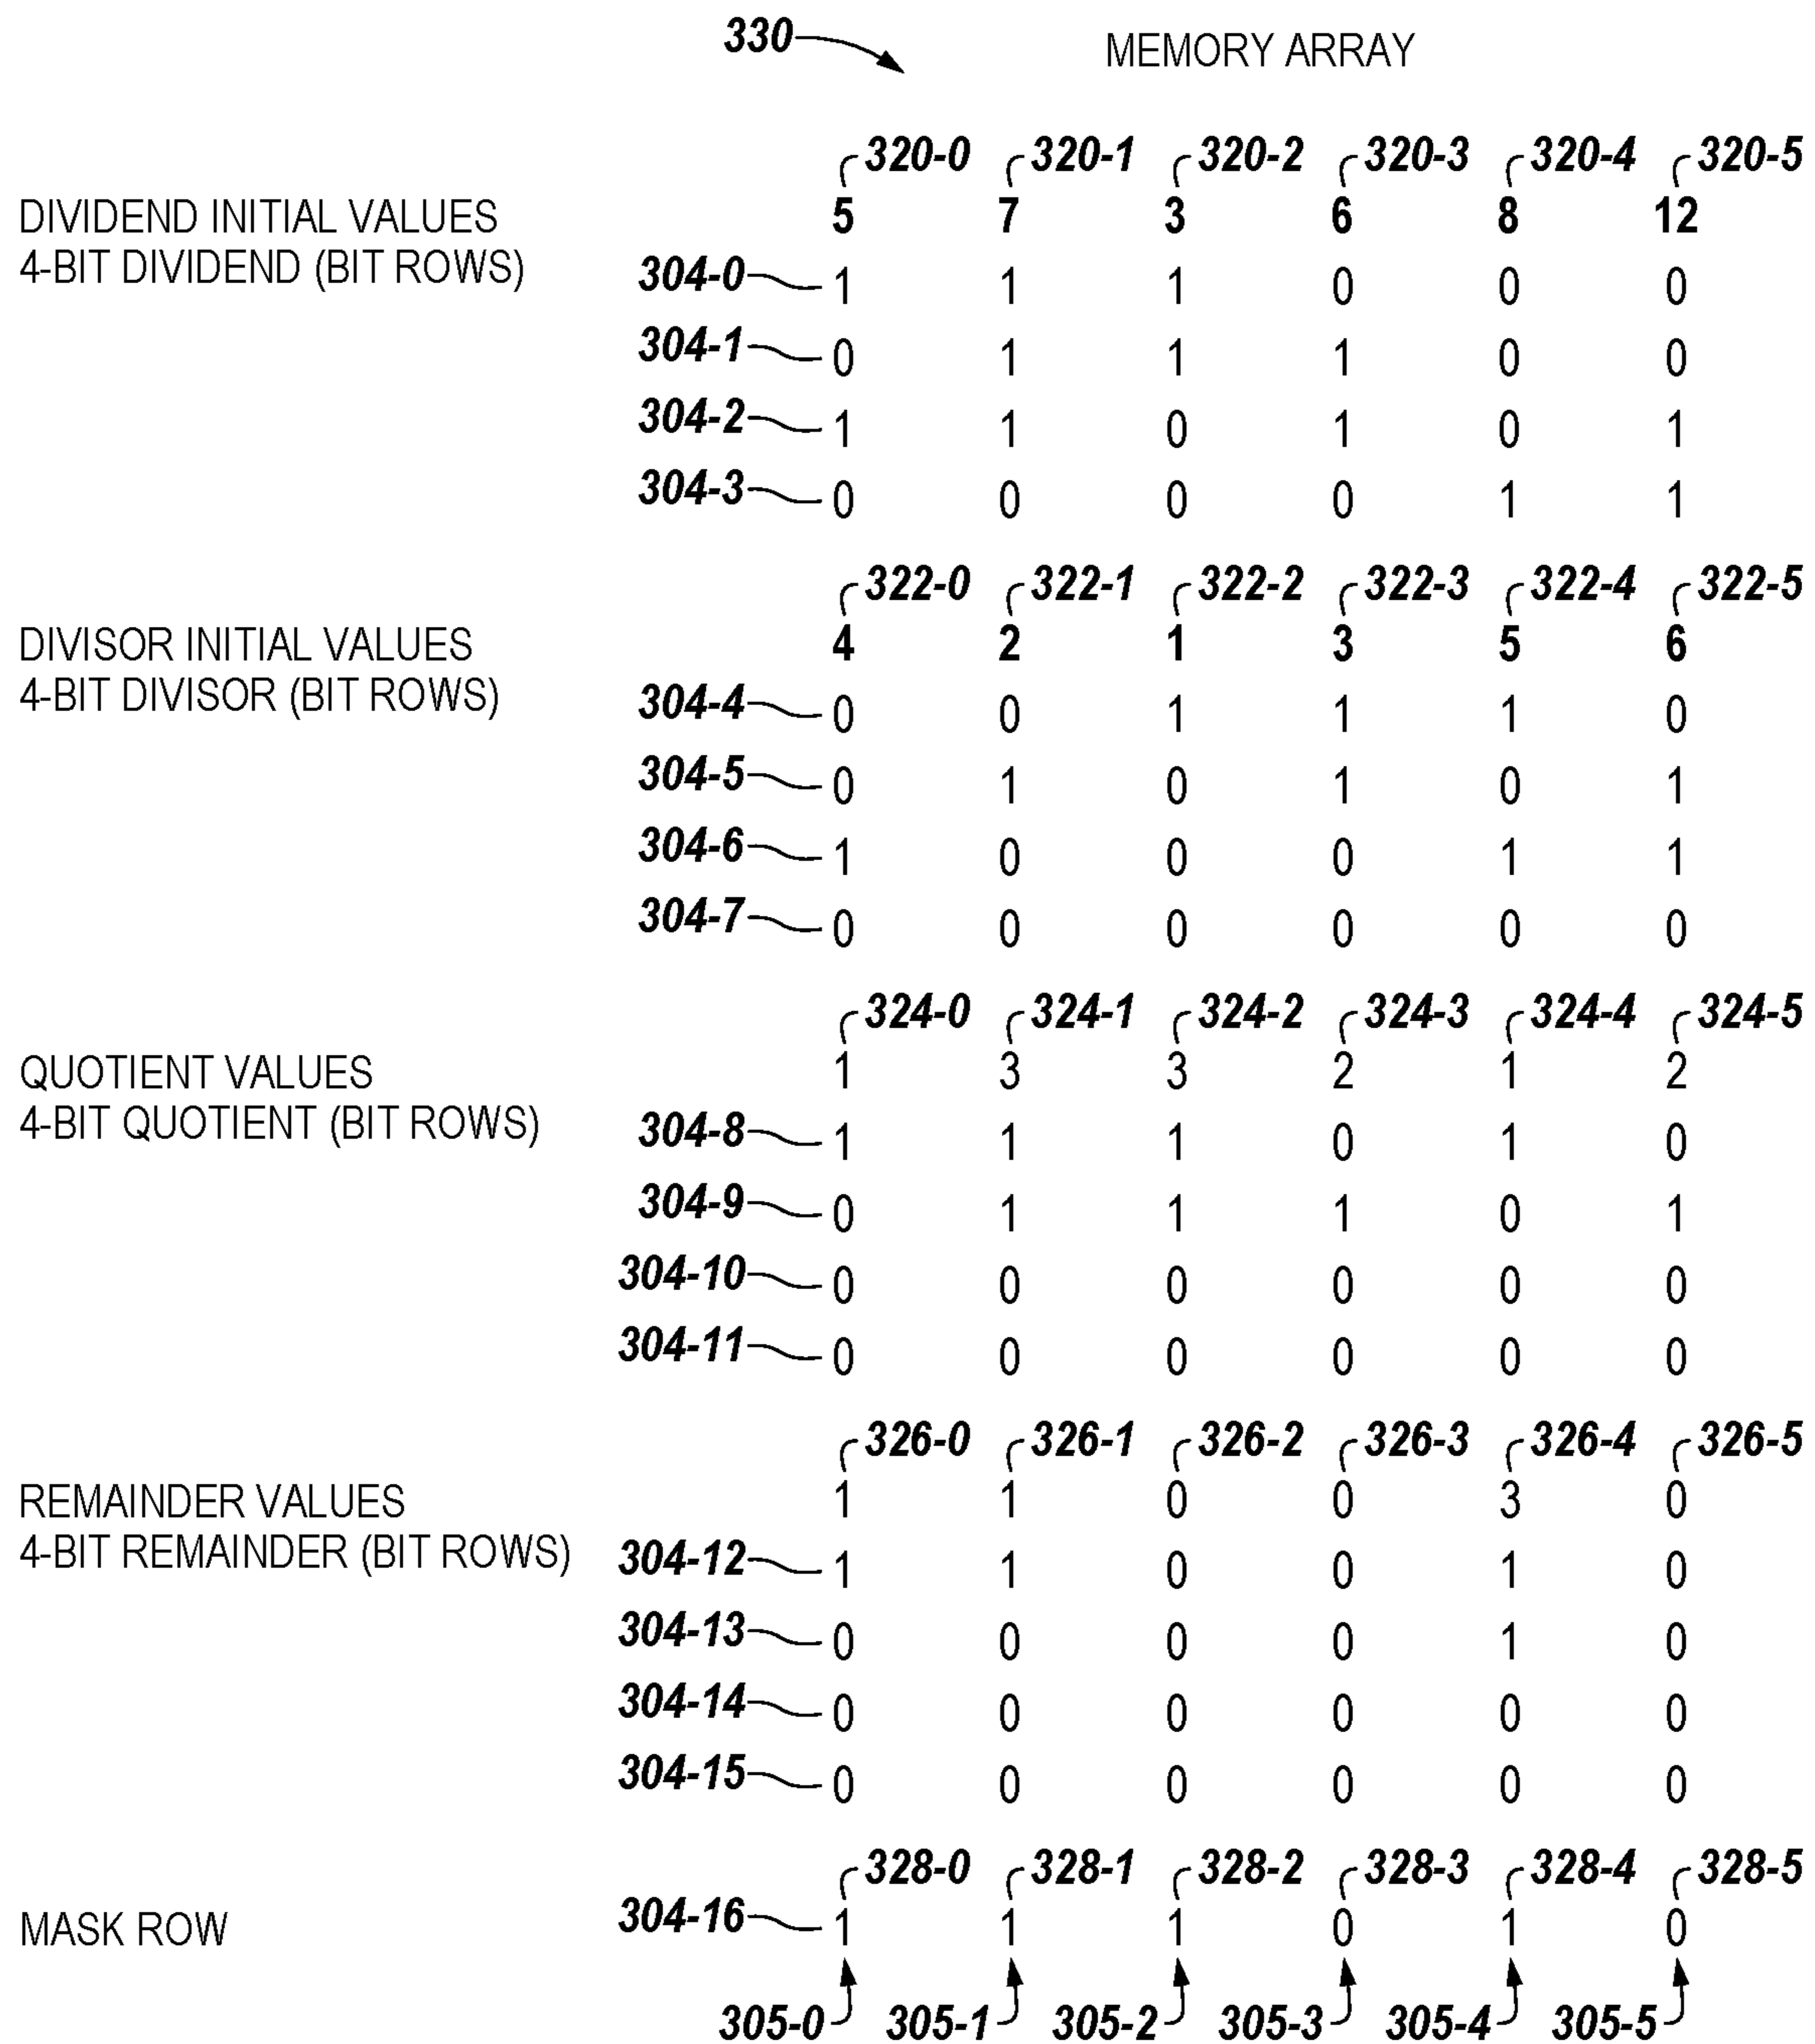 330 MEMORY ARRAY
320-0 320-1 320-2 320-3 320-4 320-5
DIVIDEND INITIAL VALUES 5 7 3 6 8 12
4-BIT DIVIDEND (BIT ROWS)
304-0 1 1 1 0 0 0
304-1 0 1 1 1 0 0
304-2 1 1 0 1 0 1
304-3 0 0 0 0 1 1
322-0 322-1 322-2 322-3 322-4 322-5
DIVISOR INITIAL VALUES 4 2 1 3 5 6
4-BIT DIVISOR (BIT ROWS)
304-4 0 0 1 1 1 0
304-5 0 1 0 1 0 1
304-6 1 0 0 0 1 1
304-7 0 0 0 0 0 0
324-0 324-1 324-2 324-3 324-4 324-5
QUOTIENT VALUES 1 3 3 2 1 2
4-BIT QUOTIENT (BIT ROWS)
304-8 1 1 1 0 1 0
304-9 0 1 1 1 0 1
304-10 0 0 0 0 0 0
304-11 0 0 0 0 0 0
326-0 326-1 326-2 326-3 326-4 326-5
REMAINDER VALUES 1 1 0 0 3 0
4-BIT REMAINDER (BIT ROWS)
304-12 1 1 0 0 1 0
304-13 0 0 0 0 1 0
304-14 0 0 0 0 0 0
304-15 0 0 0 0 0 0
328-0 328-1 328-2 328-3 328-4 328-5
MASK ROW 304-16 1 1 1 0 1 0
305-0 305-1 305-2 305-3 305-4 305-5